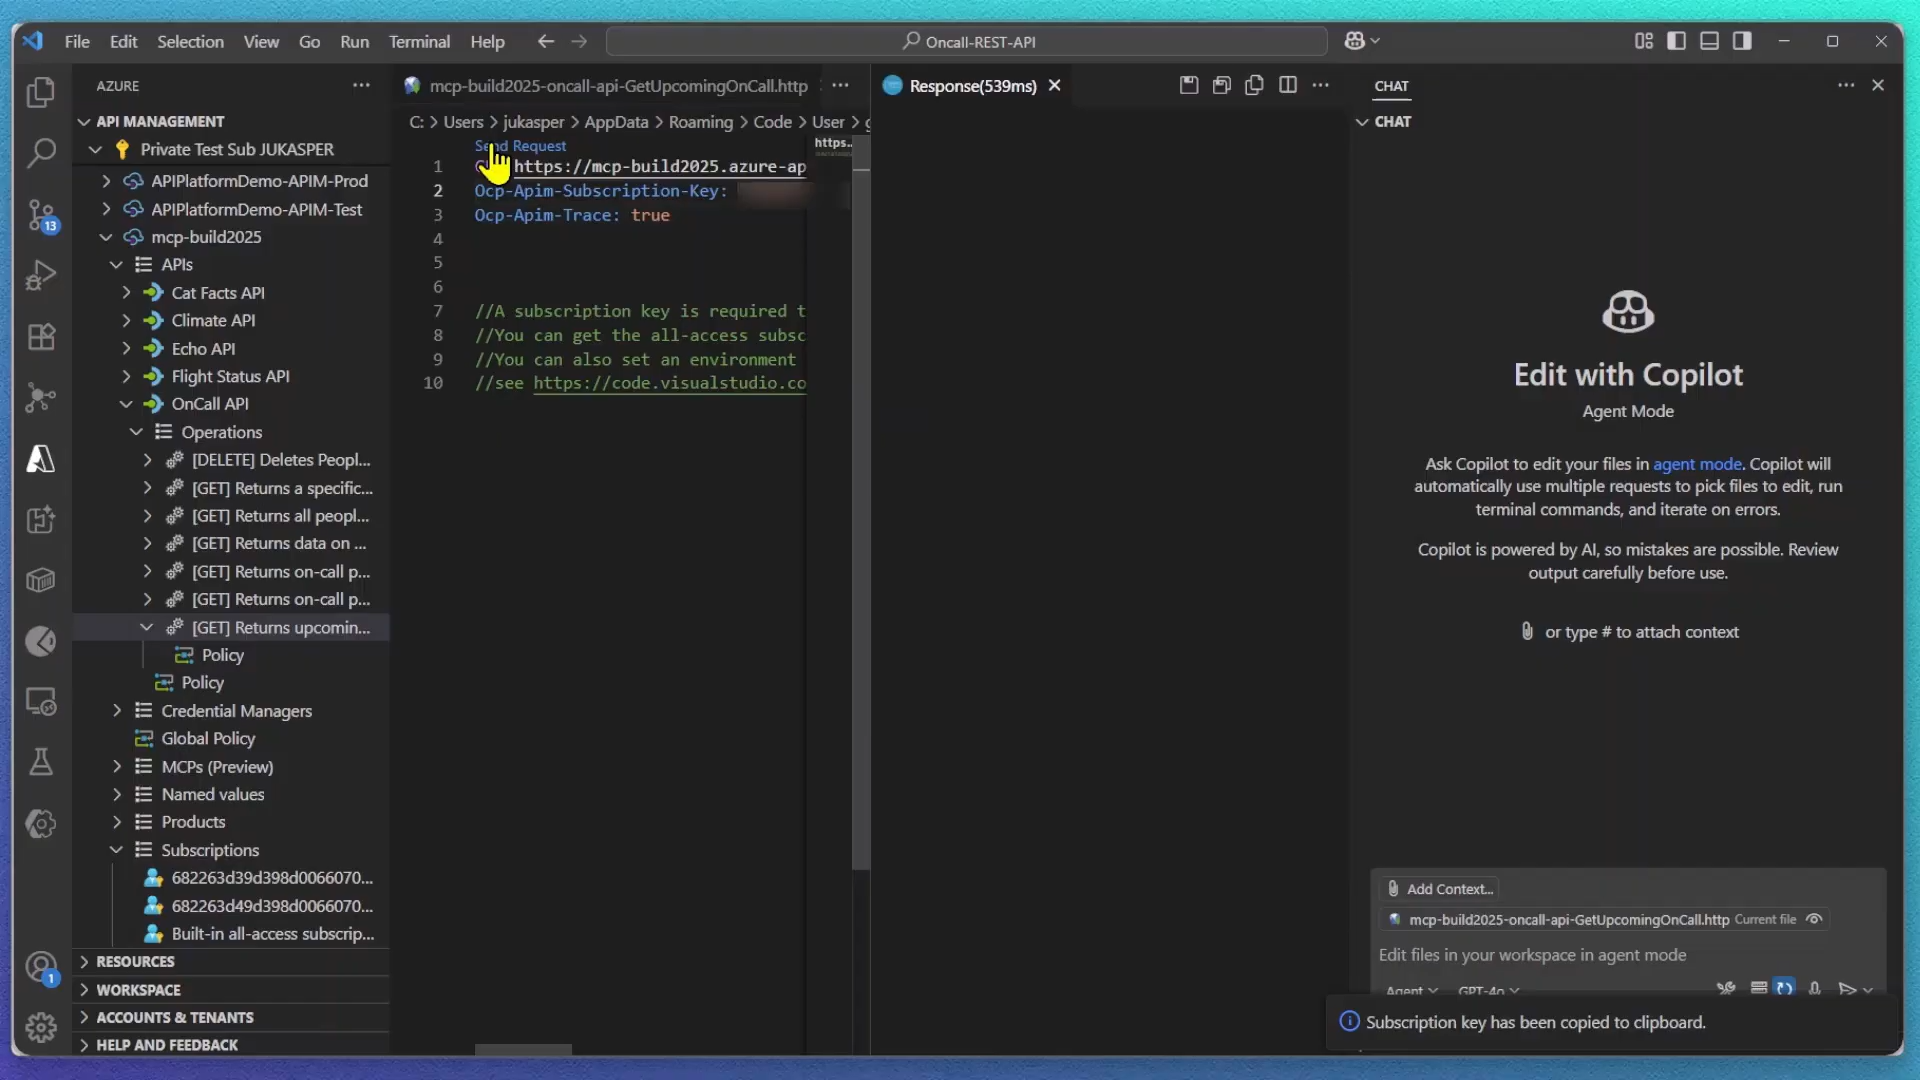 File Edit Selection View Go Run Terminal Help
Oncall-REST-API
AZURE
API MANAGEMENT
Private Test Sub JUKASPER
APIPlatformDemo-APIM-Prod
APIPlatformDemo-APIM-Test
mcp-build2025
APIs
Cat Facts API
Climate API
Echo API
Flight Status API
OnCall API
Operations
[DELETE] Deletes Peopl...
[GET] Returns a specific...
[GET] Returns all peopl...
[GET] Returns data on ...
[GET] Returns on-call p...
[GET] Returns on-call p...
[GET] Returns upcomin...
Policy
Policy
Credential Managers
Global Policy
MCPs (Preview)
Named values
Products
Subscriptions
682263d39d398d0066070...
682263d49d398d0066070...
Built-in all-access subscrip...
RESOURCES
WORKSPACE
ACCOUNTS & TENANTS
HELP AND FEEDBACK
13
1
mcp-build2025-oncall-api-GetUpcomingOnCall.http
C: > Users > jukasper > AppData > Roaming > Code > User >
Send Request
1 https://mcp-build2025.azure-ap
2 Ocp-Apim-Subscription-Key:
3 Ocp-Apim-Trace: true
4
5
6
7 //A subscription key is required t
8 //You can get the all-access subsc
9 //You can also set an environment
10 //see https://code.visualstudio.co
https:..
Response(539ms)
CHAT
CHAT
Edit with Copilot
Agent Mode
Ask Copilot to edit your files in agent mode. Copilot will
automatically use multiple requests to pick files to edit, run
terminal commands, and iterate on errors.
Copilot is powered by AI, so mistakes are possible. Review
output carefully before use.
or type # to attach context
Add Context...
mcp-build2025-oncall-api-GetUpcomingOnCall.http Current file
Edit files in your workspace in agent mode
Agent GPT-4o
Subscription key has been copied to clipboard.